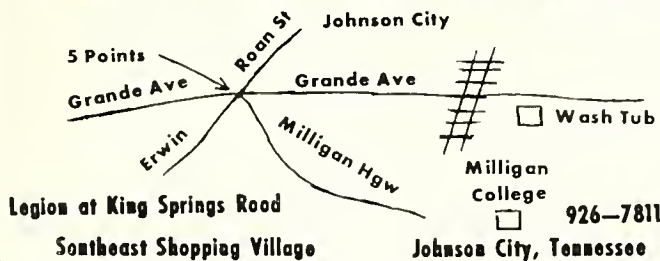 Johnson City
Roan St
5 Points
Grande Ave
Grande Ave
Wash Tub
Erwin
Milligan Hgw
Milligan
College
Legion at King Springs Rood
926—7811
Southeast Shopping Village
Johnson City, Tennessee